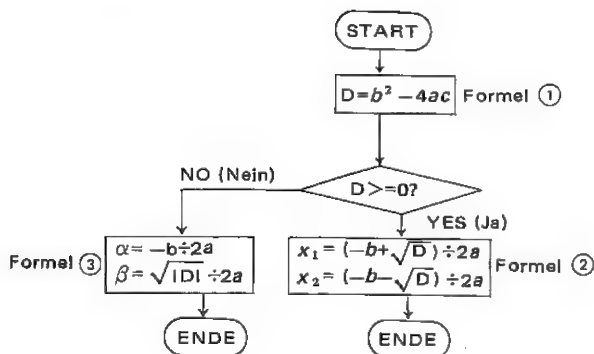 START
D=b² −4ac Formel ①
NO (Nein)
D>=0?
YES (Ja)
Formel ③
α= −b÷2a
β= √|D| ÷2a
x₁ = (−b+√D) ÷2a
x₂ = (−b−√D) ÷2a
Formel ②
ENDE
ENDE